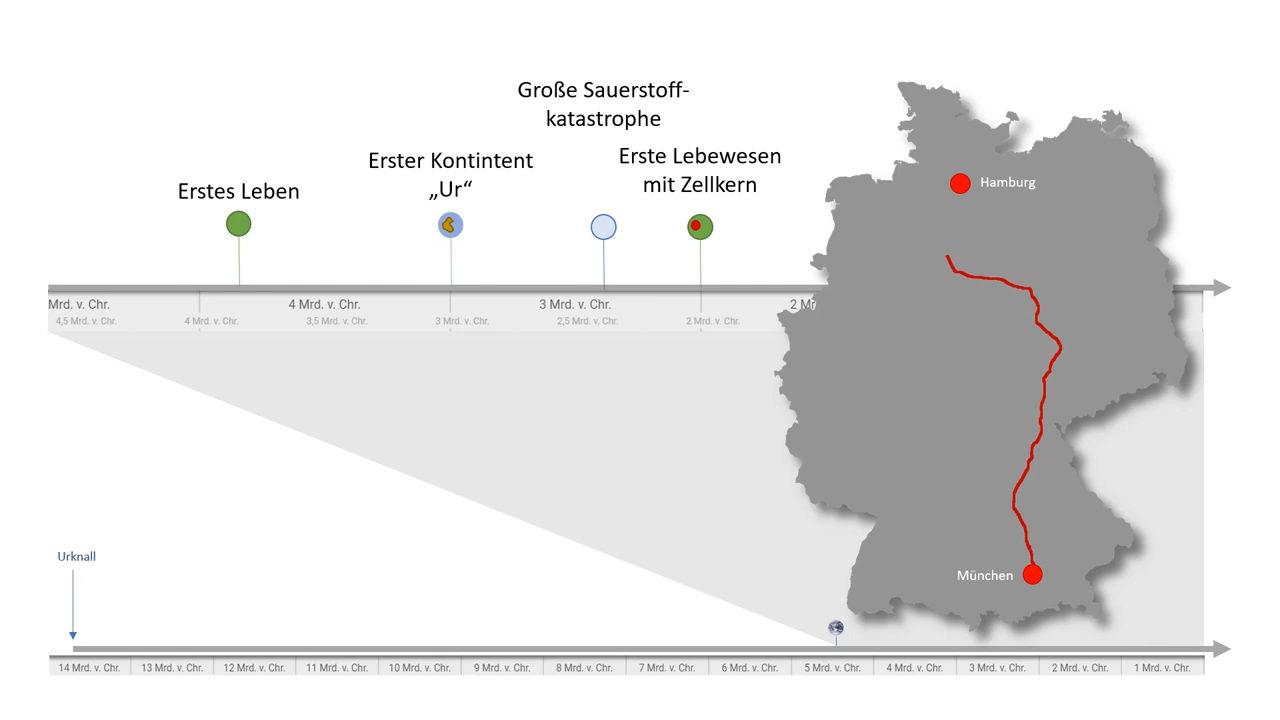 Große Sauerstoff-
katastrophe
Erste Lebewesen
mit Zellkern
Erster Kontintent
„Ur“
Erstes Leben
Hamburg
Mrd. v. Chr.
4 Mrd. v. Chr.
3 Mrd. v. Chr.
2 Mr
4,5 Mrd. v. Chr.
4 Mrd. v. Chr.
3,5 Mrd. v. Chr.
3 Mrd. v. Chr.
2,5 Mrd. v. Chr.
2 Mrd. v. Chr.
Urknall
München
14 Mrd. v. Chr.
13 Mrd. v. Chr.
12 Mrd. v. Chr.
11 Mrd. v. Chr.
10 Mrd. v. Chr.
9 Mrd. v. Chr.
8 Mrd. v. Chr.
7 Mrd. v. Chr.
6 Mrd. v. Chr.
5 Mrd. v. Chr.
4 Mrd. v. Chr.
3 Mrd. v. Chr.
2 Mrd. v. Chr.
1 Mrd. v. Chr.